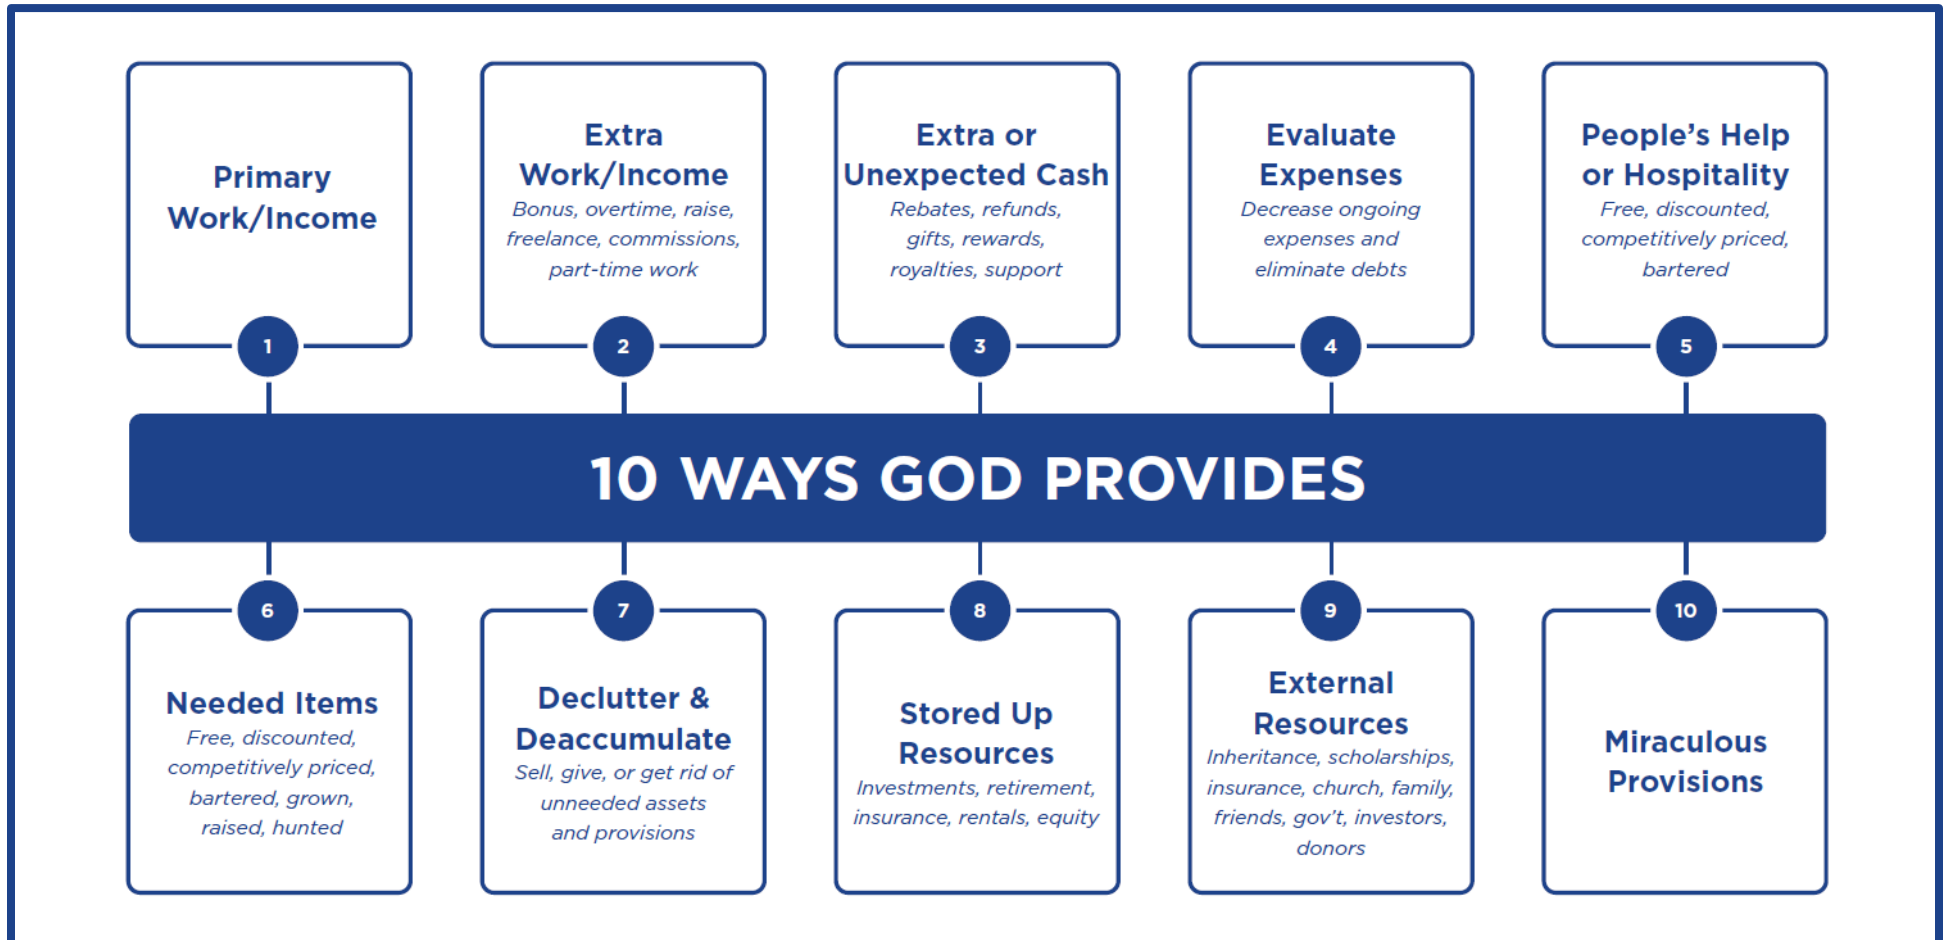 Primary
Work/Income
1
Extra
Work/Income
Bonus, overtime, raise,
freelance, commissions,
part-time work
2
Extra or
Unexpected Cash
Rebates, refunds,
gifts, rewards,
royalties, support
3
Evaluate
Expenses
Decrease ongoing
expenses and
eliminate debts
4
People's Help
or Hospitality
Free, discounted,
competitively priced,
bartered
5
10 WAYS GOD PROVIDES
6
Needed Items
Free, discounted,
competitively priced,
bartered, grown,
raised, hunted
7
Declutter &
Deaccumulate
Sell, give, or get rid of
unneeded assets
and provisions
8
Stored Up
Resources
Investments, retirement,
insurance, rentals, equity
9
External
Resources
Inheritance, scholarships,
insurance, church, family,
friends, gov't, investors,
donors
10
Miraculous
Provisions